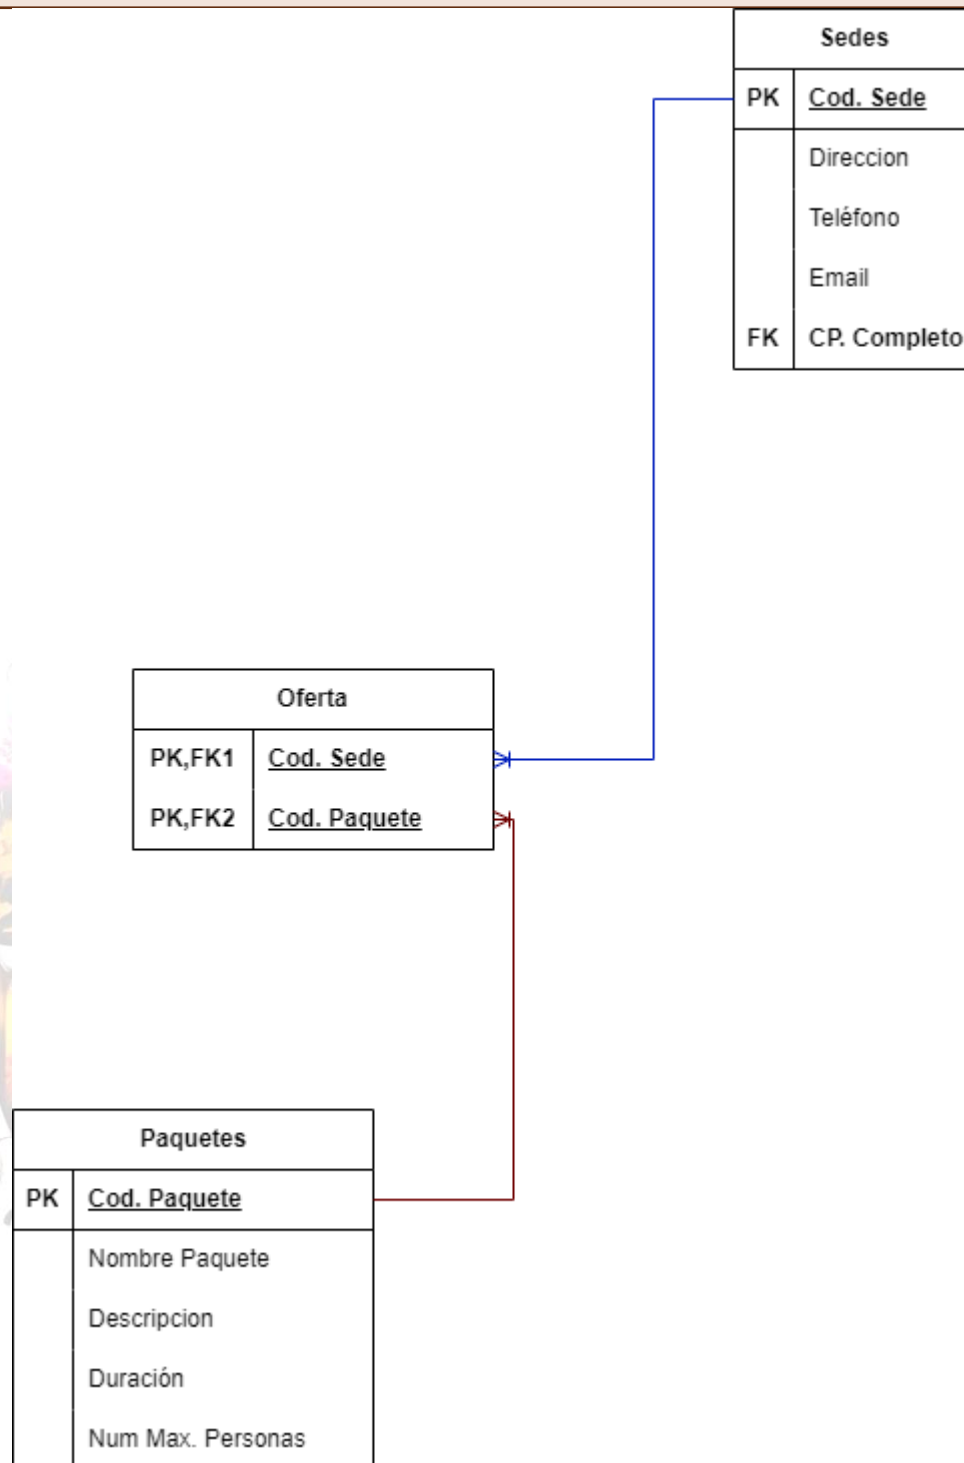 Sedes
PK Cod. Sede
Direccion
Teléfono
Email
FK CP. Completo
Oferta
PK,FK1 Cod. Sede
PK,FK2 Cod. Paquete
Paquetes
PK Cod. Paquete
Nombre Paquete
Descripcion
Duración
Num Max. Personas